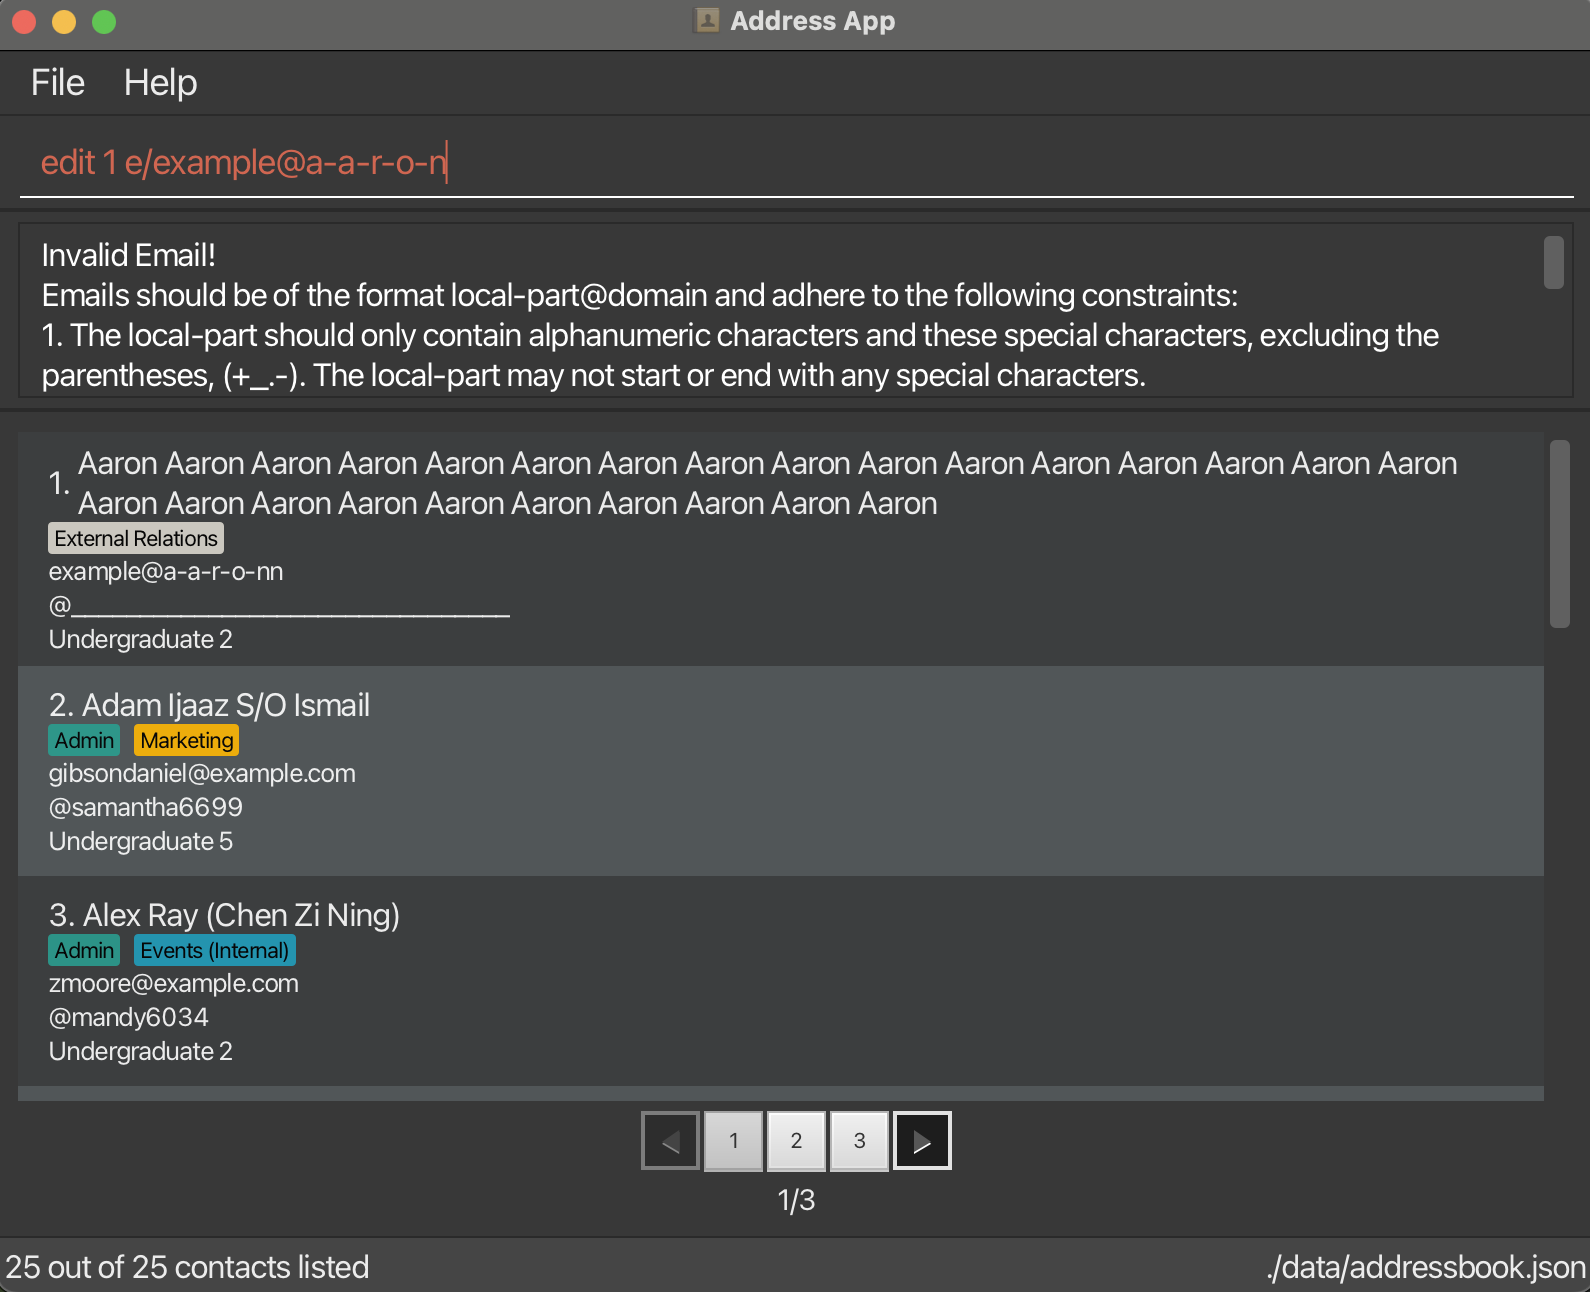 Address App
File Help
edit 1 e/example@a-a-r-o-n
Invalid Email!
Emails should be of the format local-part@domain and adhere to the following constraints:
1. The local-part should only contain alphanumeric characters and these special characters, excluding the
parentheses, (+_.-). The local-part may not start or end with any special characters.
1. Aaron Aaron Aaron Aaron Aaron Aaron Aaron Aaron Aaron Aaron Aaron Aaron Aaron Aaron Aaron Aaron
Aaron Aaron Aaron Aaron Aaron Aaron Aaron Aaron Aaron Aaron
External Relations
example@a-a-r-o-nn
@________________________________
Undergraduate 2
2. Adam Ijaaz S/O Ismail
Admin Marketing
gibsondaniel@example.com
@samantha6699
Undergraduate 5
3. Alex Ray (Chen Zi Ning)
Admin Events (Internal)
zmoore@example.com
@mandy6034
Undergraduate 2
1 2 3
1/3
25 out of 25 contacts listed ./data/addressbook.json